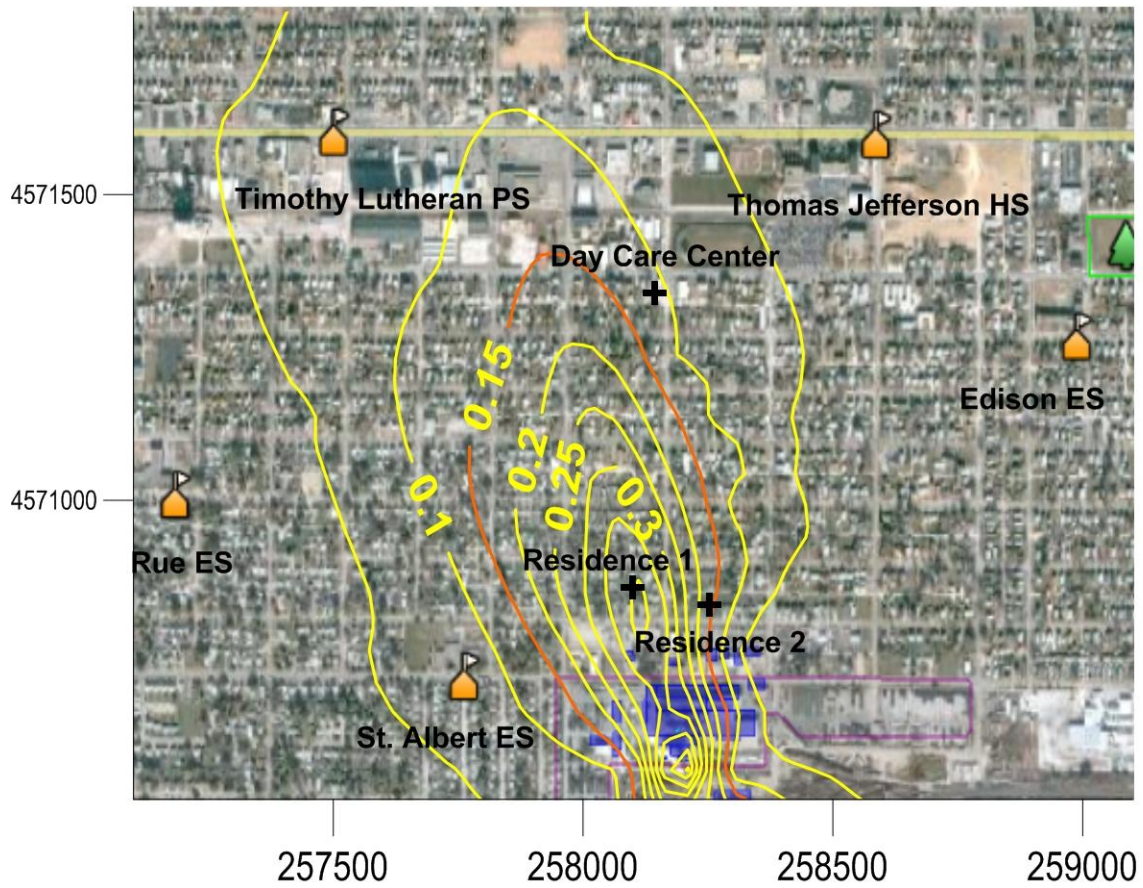 4571500
Timothy Lutheran PS
Thomas Jefferson HS
Day Care Center
Edison ES
0.15
0.2
0.25
0.3
0.1
4571000
Rue ES
Residence 1
Residence 2
St. Albert ES
257500
258000
258500
259000